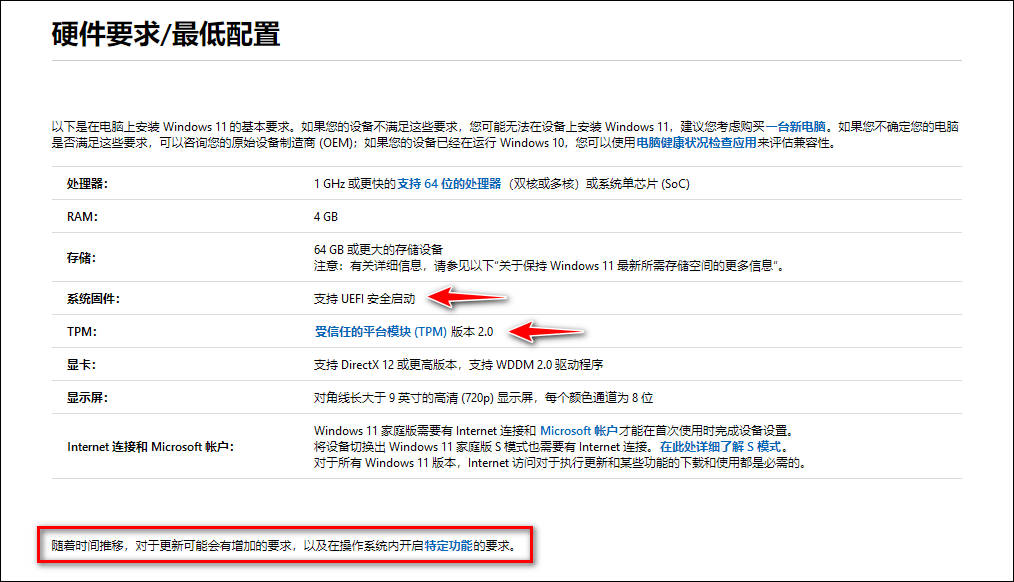 硬件要求/最低配置
以下是在电脑上安装 Windows 11 的基本要求。如果您的设备不满足这些要求，您可能无法在设备上安装 Windows 11，建议您考虑购买一台新电脑。如果您不确定您的电脑
是否满足这些要求，可以咨询您的原始设备制造商 (OEM)；如果您的设备已经在运行 Windows 10，您可以使用电脑健康状况检查应用来评估兼容性。
处理器： 1 GHz 或更快的支持 64 位的处理器（双核或多核）或系统单芯片 (SoC)
RAM： 4 GB
存储： 64 GB 或更大的存储设备
注意：有关详细信息，请参见以下“关于保持 Windows 11 最新所需存储空间的更多信息”。
系统固件： 支持 UEFI 安全启动
TPM： 受信任的平台模块 (TPM) 版本 2.0
显卡： 支持 DirectX 12 或更高版本，支持 WDDM 2.0 驱动程序
显示屏： 对角线长大于 9 英寸的高清 (720p) 显示屏，每个颜色通道为 8 位
Internet 连接和 Microsoft 帐户： Windows 11 家庭版需要有 Internet 连接和 Microsoft 帐户才能在首次使用时完成设备设置。
将设备切换出 Windows 11 家庭版 S 模式也需要有 Internet 连接。在此处详细了解 S 模式。
对于所有 Windows 11 版本，Internet 访问对于执行更新和某些功能的下载和使用都是必需的。
随着时间推移，对于更新可能会有增加的要求，以及在操作系统内开启特定功能的要求。